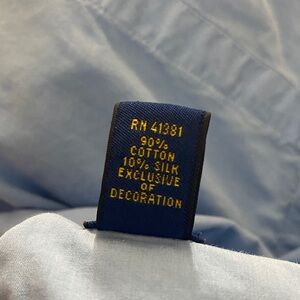 RN 41381
90%
COTTON
10% SILK
EXCLUSIVE
OF
DECORATION